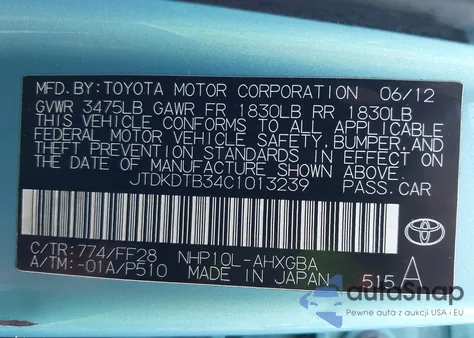 MFD. BY: TOYOTA MOTOR CORPORATION 06/12
GVWR 3475LB GAWR FR 1830LB RR 1830LB
THIS VEHICLE CONFORMS TO ALL APPLICABLE
FEDERAL MOTOR VEHICLE SAFETY, BUMPER, AND
THEFT PREVENTION STANDARDS IN EFFECT ON
THE DATE OF MANUFACTURE SHOWN ABOVE.
JTDKDTB34C1013239 PASS. CAR
C/TR: 774/FF28 NHP10L-AHXGBA
A/TM: -01A/P510 MADE IN JAPAN 515 A
TOYOTA
autaSnap
Pewne auta z aukcji USA i EU